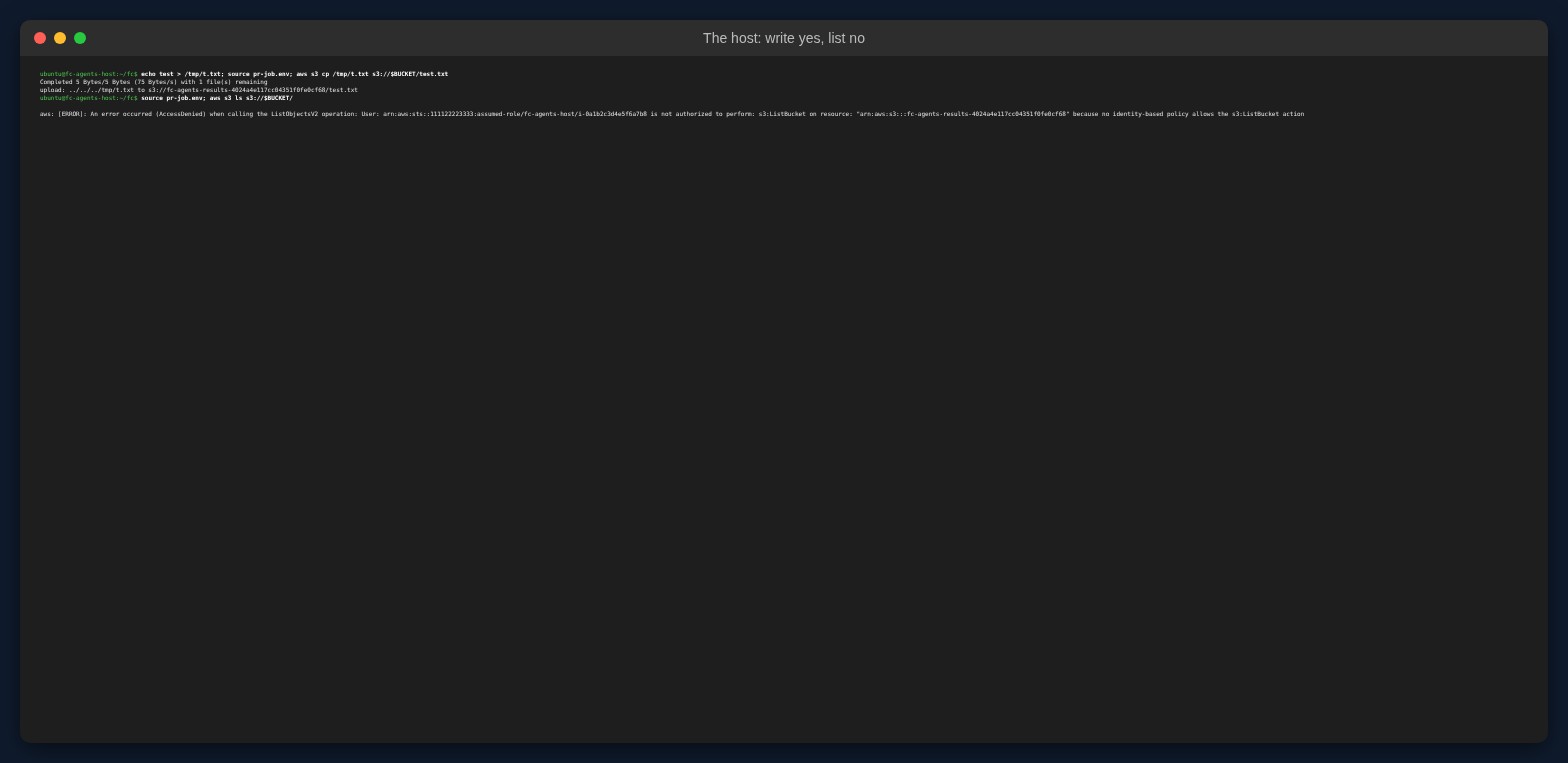 The host: write yes, list no
ubuntu@fc-agents-host:~/fc$ echo test > /tmp/t.txt; source pr-job.env; aws s3 cp /tmp/t.txt s3://$BUCKET/test.txt
Completed 5 Bytes/5 Bytes (75 Bytes/s) with 1 file(s) remaining
upload: ../../../tmp/t.txt to s3://fc-agents-results-4024a4e117cc04351f0fe0cf68/test.txt
ubuntu@fc-agents-host:~/fc$ source pr-job.env; aws s3 ls s3://$BUCKET/
aws: [ERROR]: An error occurred (AccessDenied) when calling the ListObjectsV2 operation: User: arn:aws:sts::111122223333:assumed-role/fc-agents-host/i-0a1b2c3d4e5f6a7b8 is not authorized to perform: s3:ListBucket on resource: "arn:aws:s3:::fc-agents-results-4024a4e117cc04351f0fe0cf68" because no identity-based policy allows the s3:ListBucket action